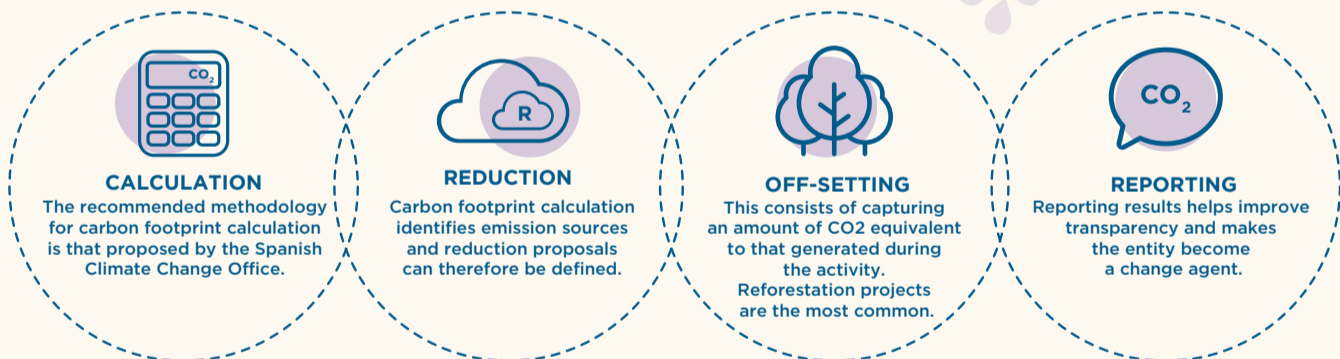 CO2
CALCULATION
The recommended methodology
for carbon footprint calculation
is that proposed by the Spanish
Climate Change Office.
R
REDUCTION
Carbon footprint calculation
identifies emission sources
and reduction proposals
can therefore be defined.
OFF-SETTING
This consists of capturing
an amount of CO2 equivalent
to that generated during
the activity.
Reforestation projects
are the most common.
CO2
REPORTING
Reporting results helps improve
transparency and makes
the entity become
a change agent.